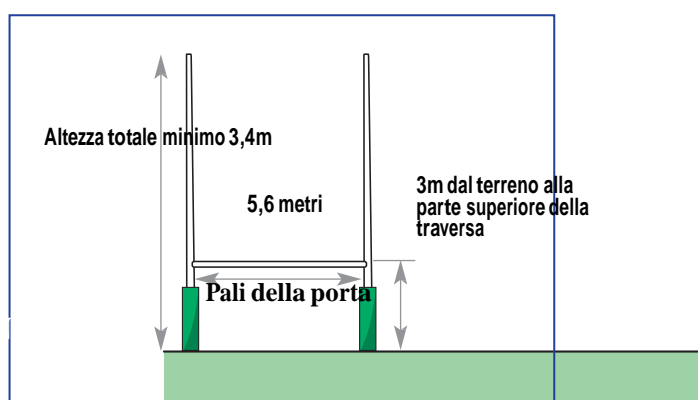 Altezza totale minimo 3,4m
5,6 metri
3m dal terreno alla
parte superiore della
traversa
Pali della porta